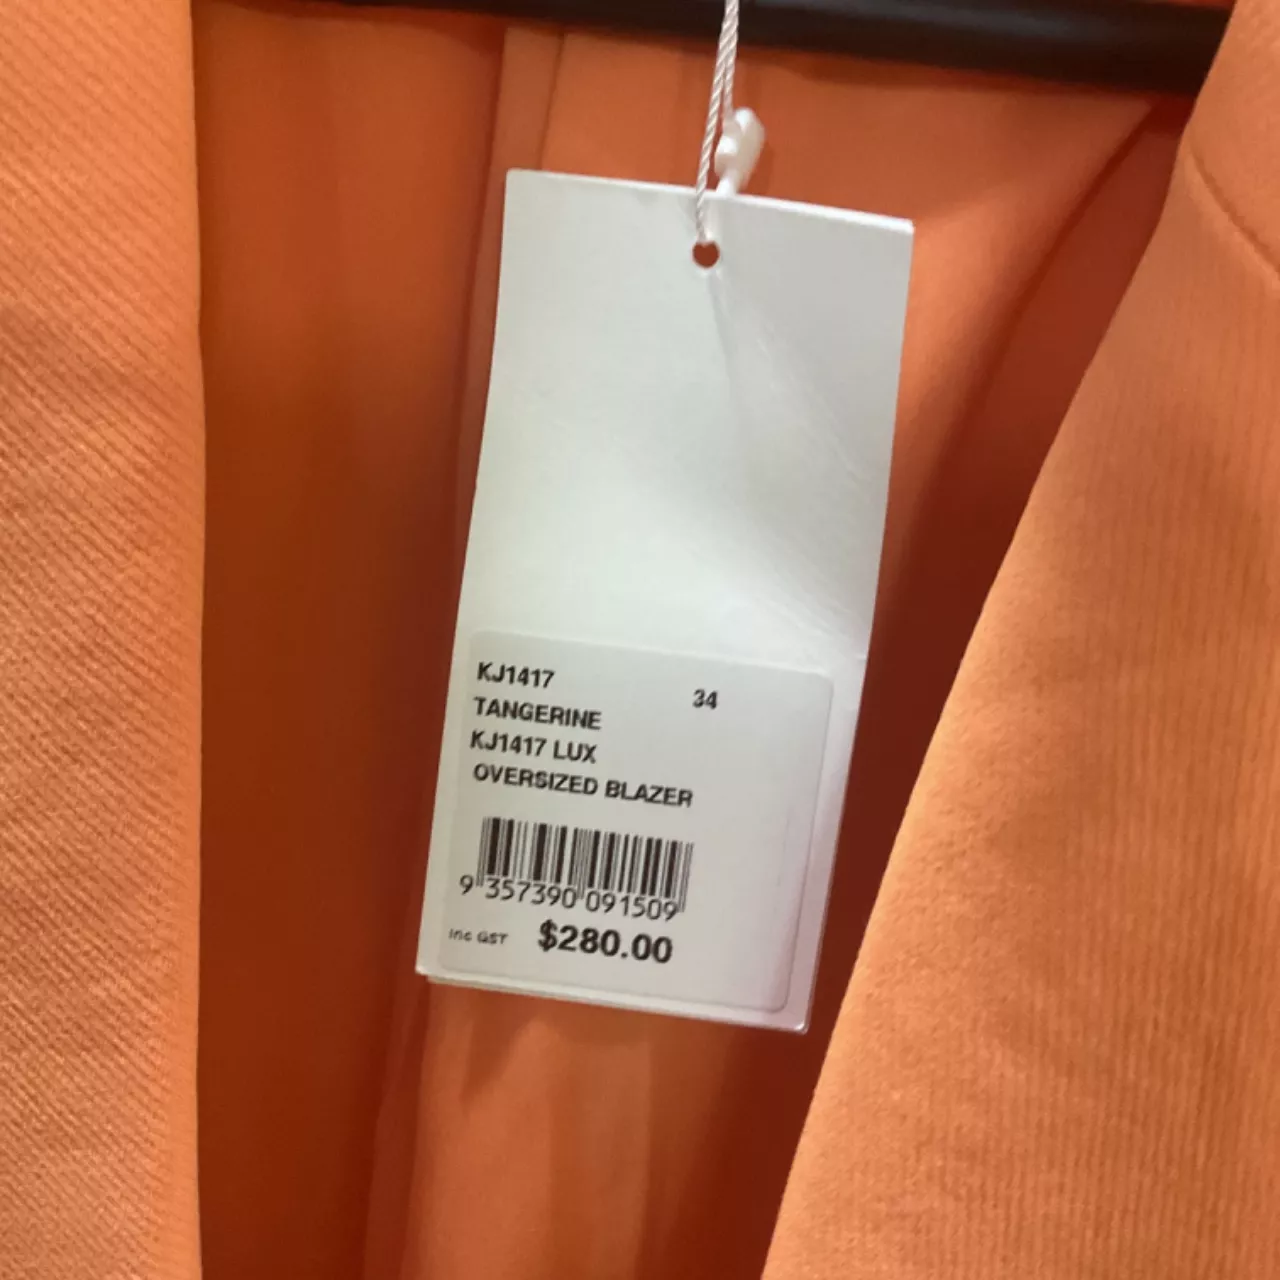 KJ1417 34
TANGERINE
KJ1417 LUX
OVERSIZED BLAZER
9 357390 091509
Inc GST $280.00